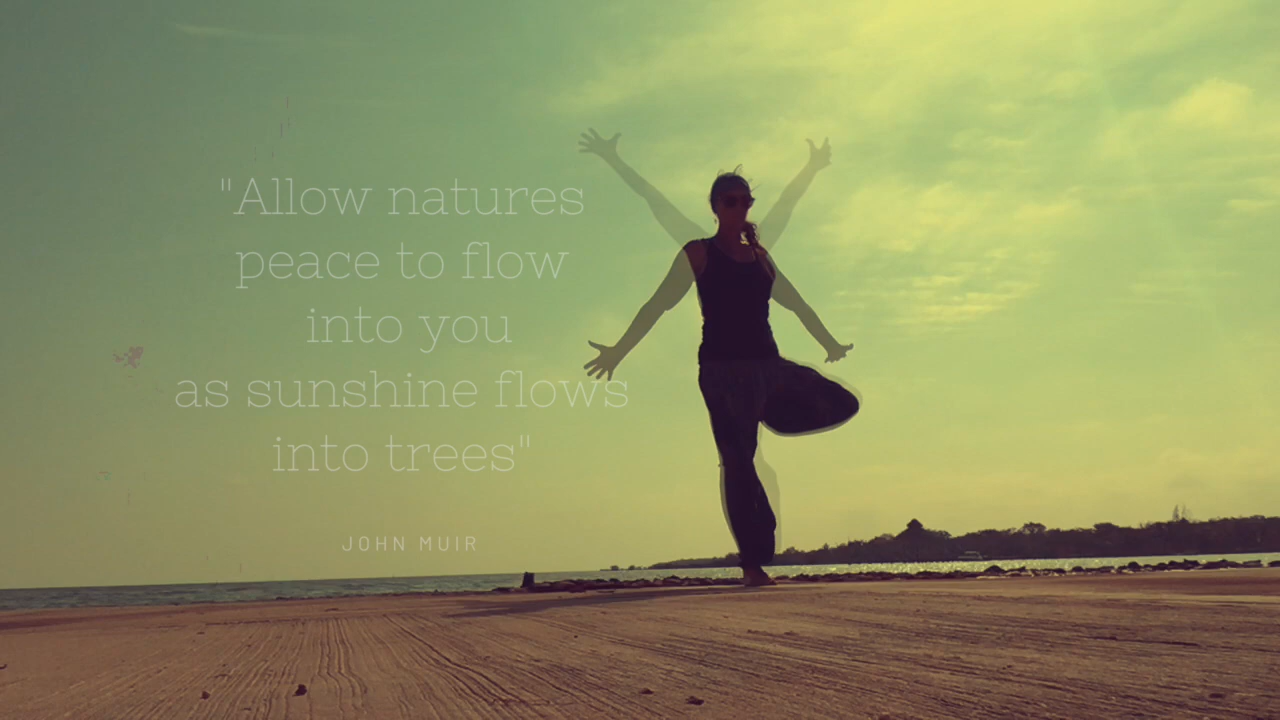 "Allow natures
peace to flow
into you
as sunshine flows
into trees"
JOHN MUIR